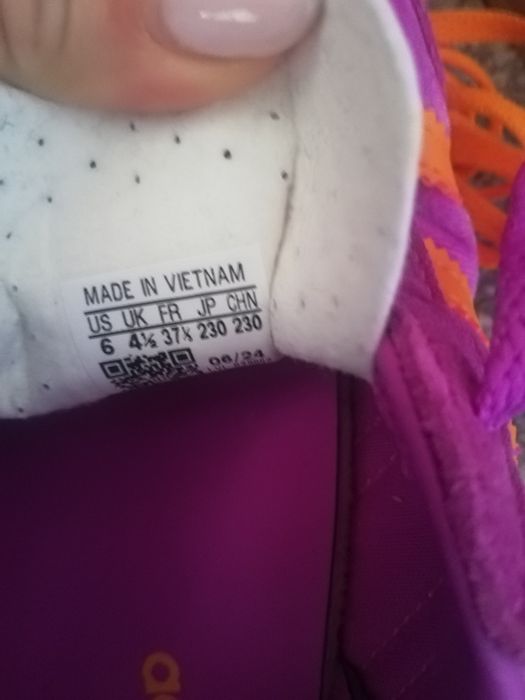 MADE IN VIETNAM
US UK FR JP CHN
6 4½ 37⅓ 230 230
06/24